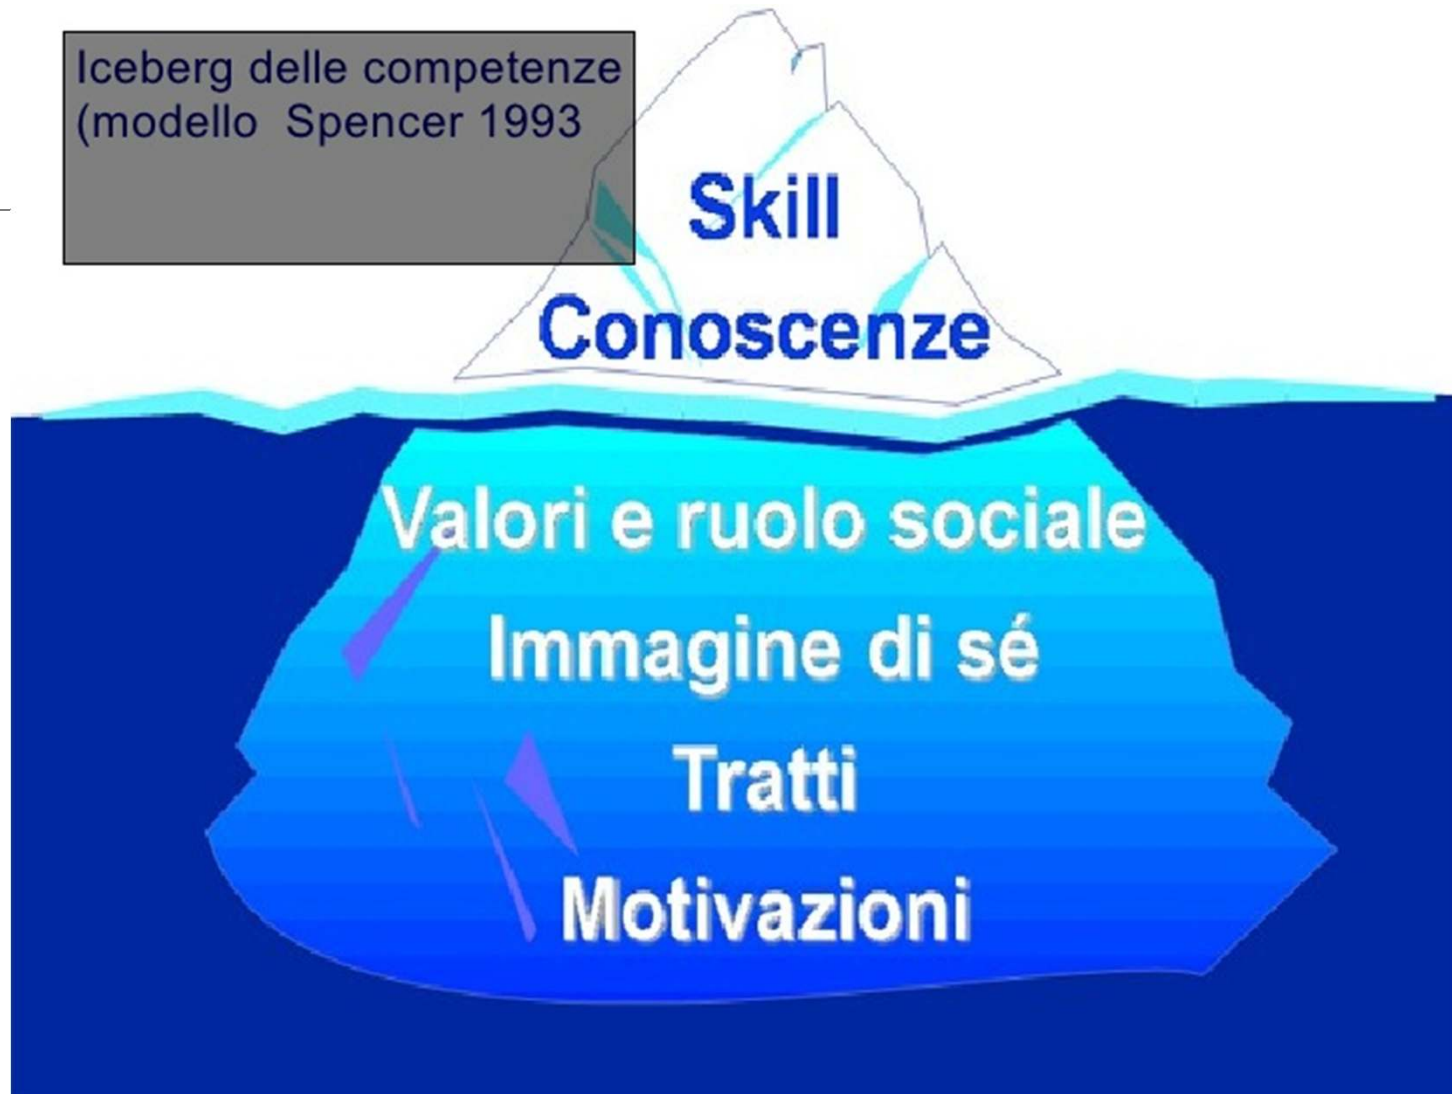 Iceberg delle competenze
(modello Spencer 1993
Skill
Conoscenze
Valori e ruolo sociale
Immagine di sé
Tratti
Motivazioni